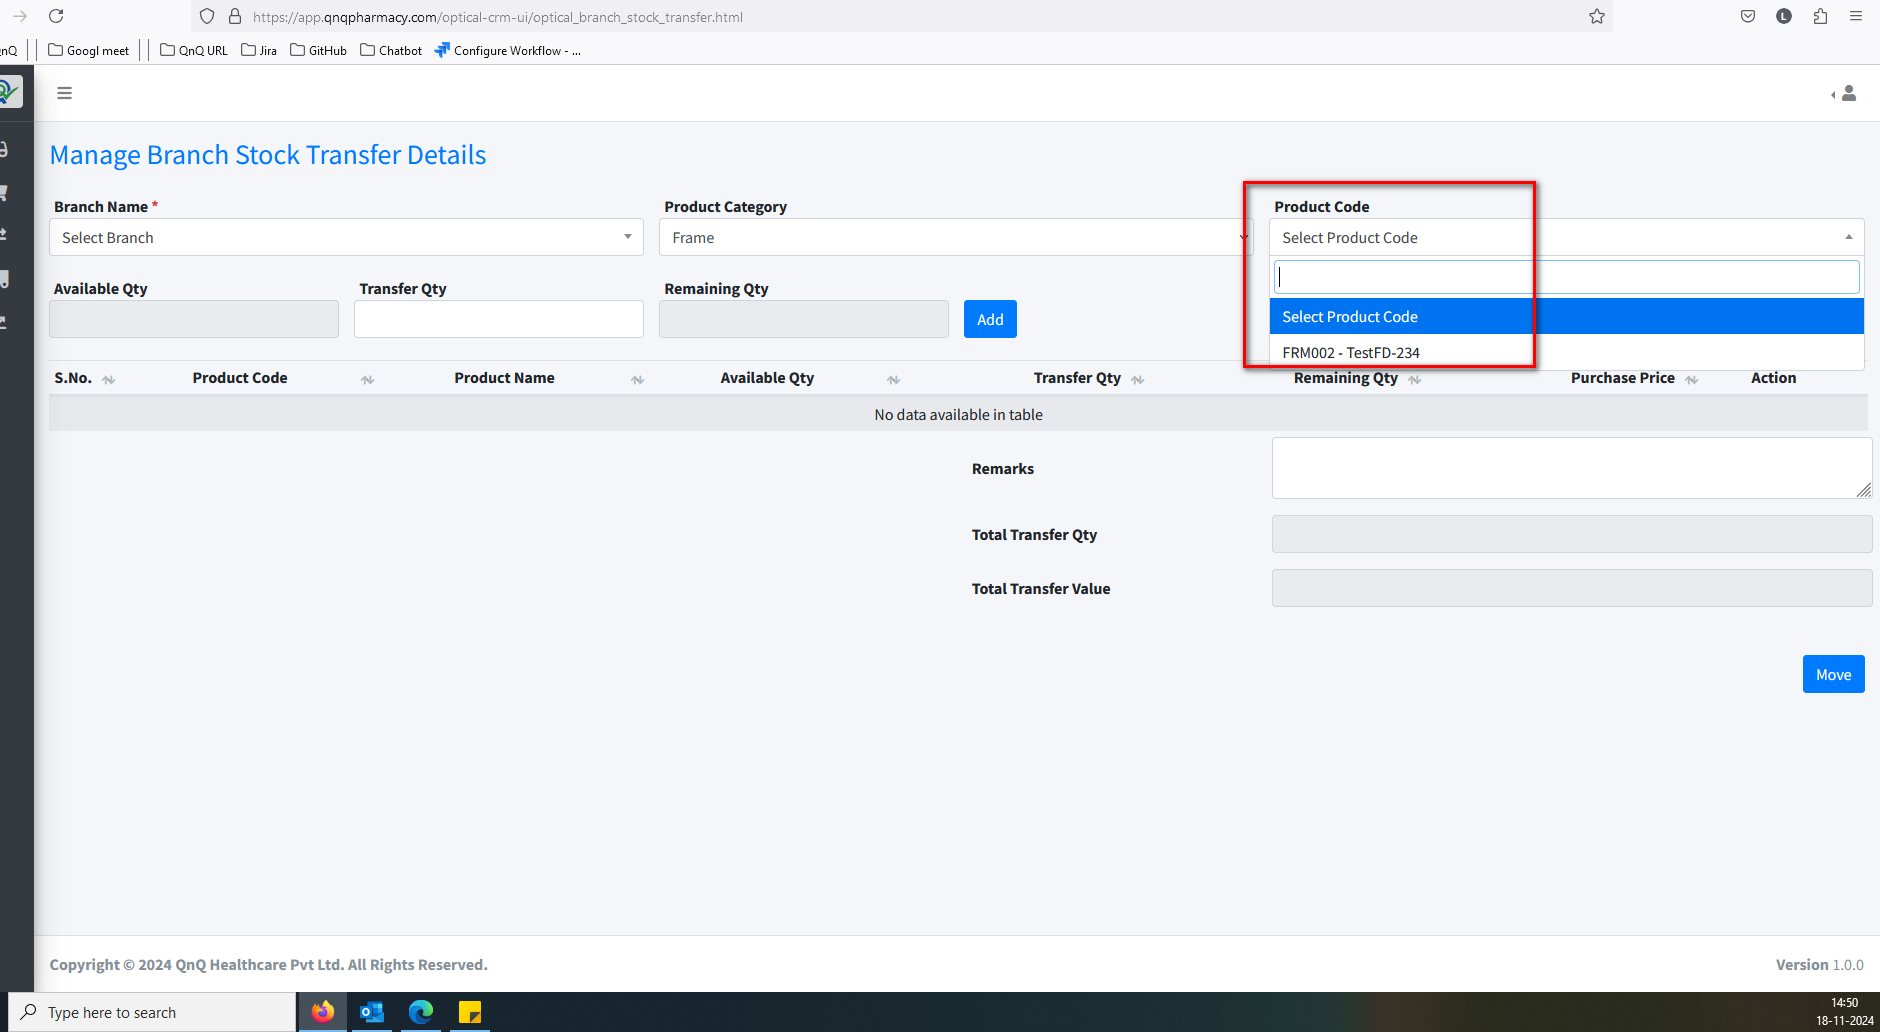 https://app.qnqpharmacy.com/optical-crm-ui/optical_branch_stock_transfer.html
L
Googl meet
QnQ URL
Jira
GitHub
Chatbot
Configure Workflow - ...
Manage Branch Stock Transfer Details
Branch Name *
Product Category
Product Code
Select Branch
Frame
Select Product Code
Available Qty
Transfer Qty
Remaining Qty
Add
Select Product Code
FRM002 - TestFD-234
S.No.
Product Code
Product Name
Available Qty
Transfer Qty
Remaining Qty
Purchase Price
Action
No data available in table
Remarks
Total Transfer Qty
Total Transfer Value
Move
Copyright © 2024 QnQ Healthcare Pvt Ltd. All Rights Reserved.
Version 1.0.0
Type here to search
14:50
18-11-2024